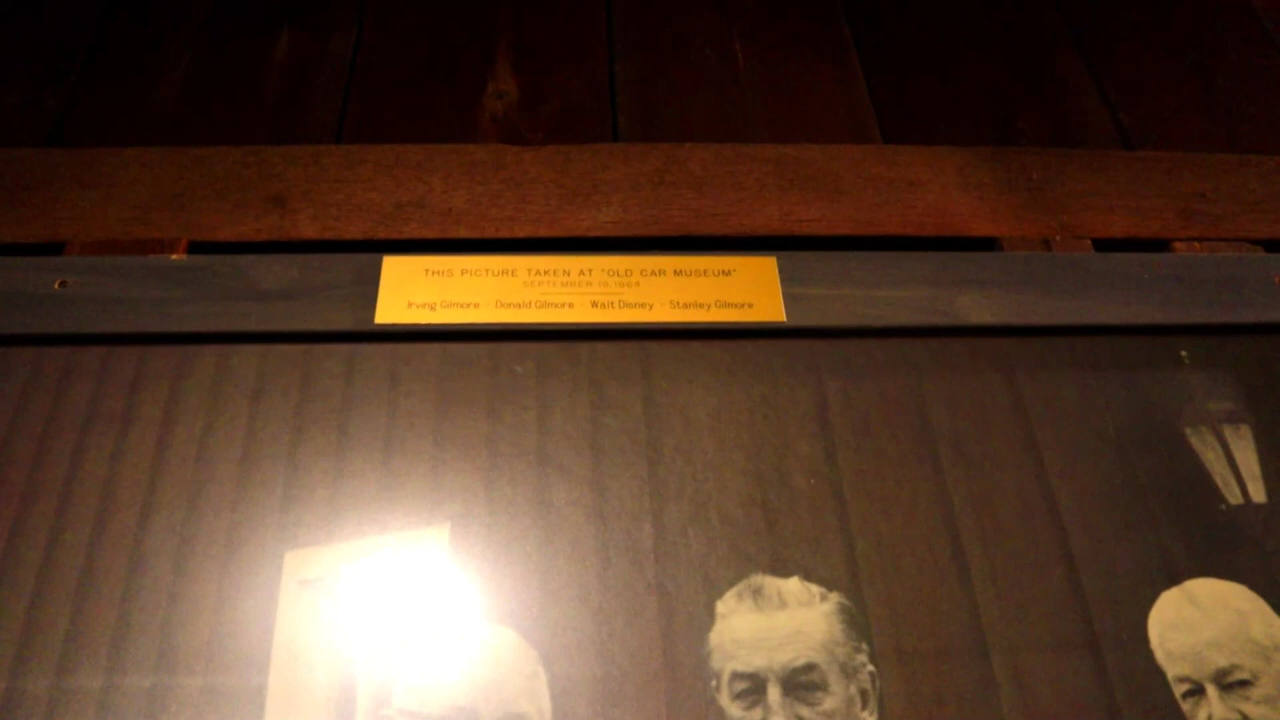 THIS PICTURE TAKEN AT "OLD CAR MUSEUM"
SEPTEMBER 19, 1964
Irving Gilmore · Donald Gilmore · Walt Disney · Stanley Gilmore